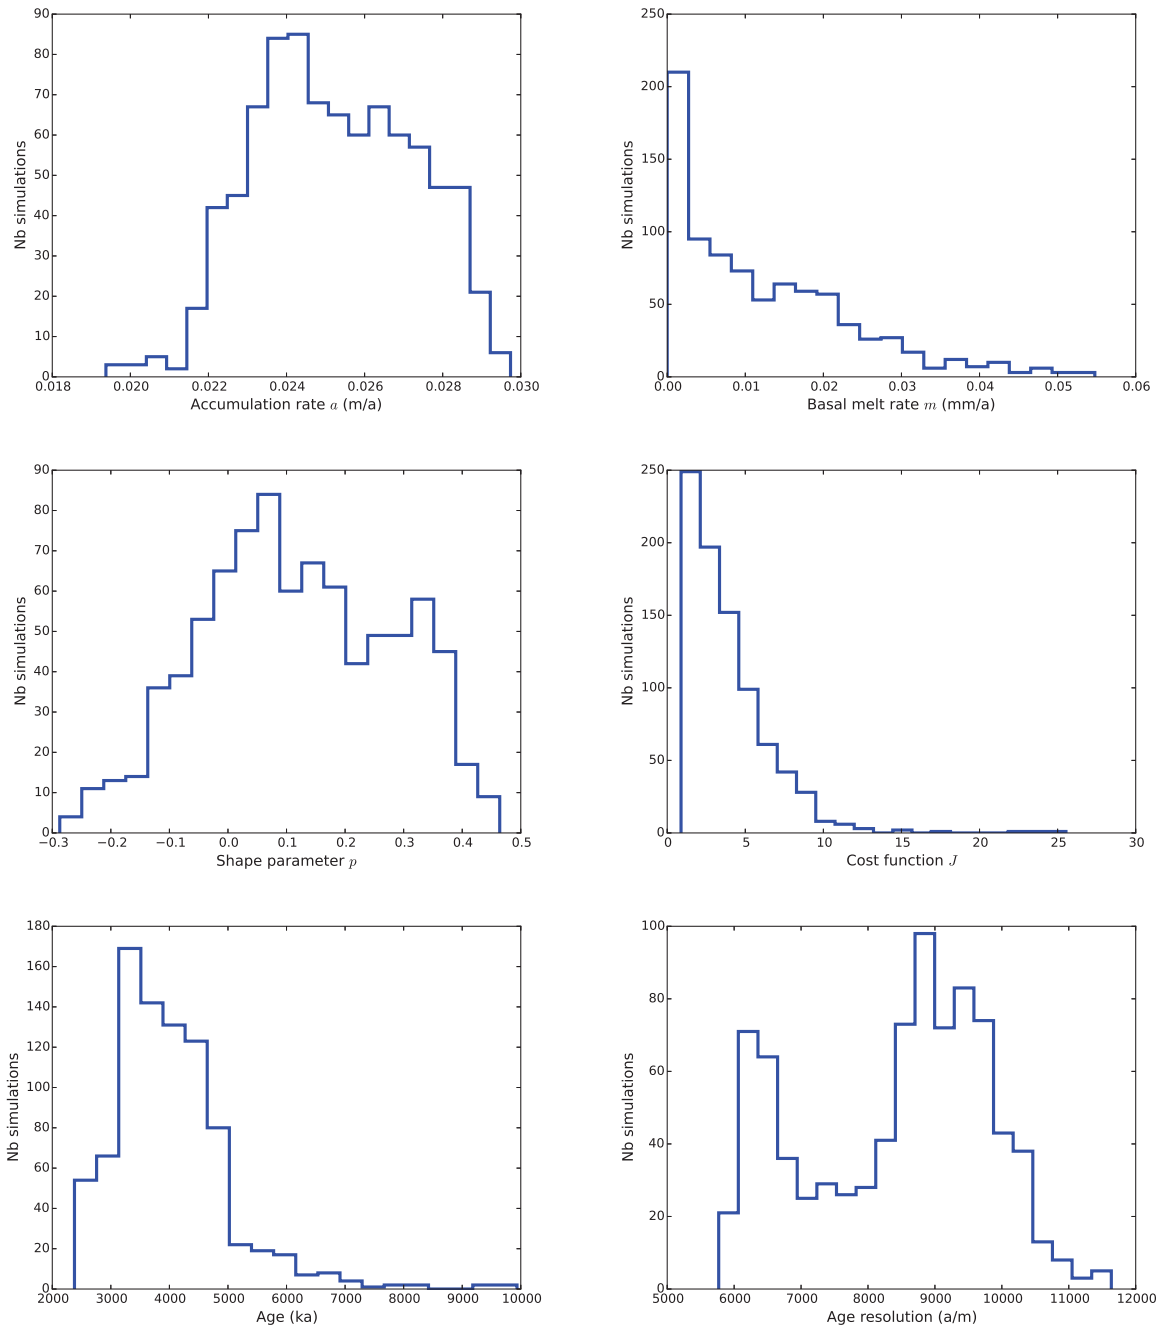 90
80
70
60
50
40
30
20
10
0
Nb simulations
0.018 0.020 0.022 0.024 0.026 0.028 0.030
Accumulation rate a (m/a)
250
200
150
100
50
0
Nb simulations
0.00 0.01 0.02 0.03 0.04 0.05 0.06
Basal melt rate m (mm/a)
90
80
70
60
50
40
30
20
10
0
Nb simulations
−0.3 −0.2 −0.1 0.0 0.1 0.2 0.3 0.4 0.5
Shape parameter p
250
200
150
100
50
0
Nb simulations
0 5 10 15 20 25 30
Cost function J
180
160
140
120
100
80
60
40
20
0
Nb simulations
2000 3000 4000 5000 6000 7000 8000 9000 10000
Age (ka)
100
80
60
40
20
0
Nb simulations
5000 6000 7000 8000 9000 10000 11000 12000
Age resolution (a/m)